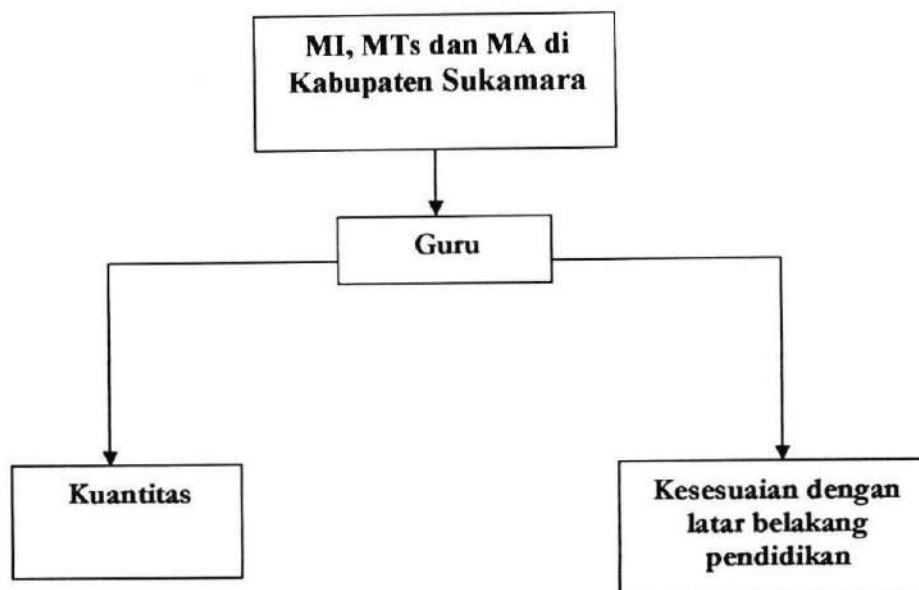 MI, MTs dan MA di
Kabupaten Sukamara
Guru
Kuantitas
Kesesuaian dengan
latar belakang
pendidikan